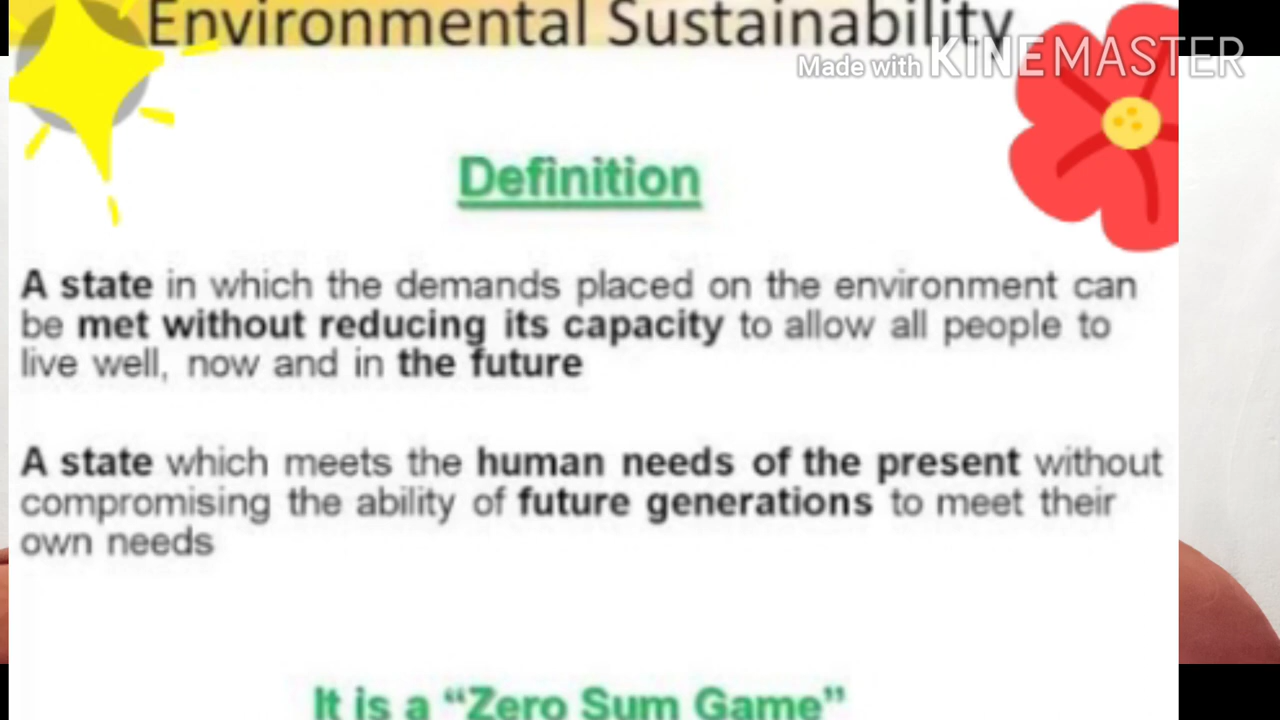 Environmental Sustainability
Made with KINEMASTER
Definition
A state in which the demands placed on the environment can
be met without reducing its capacity to allow all people to
live well, now and in the future
A state which meets the human needs of the present without
compromising the ability of future generations to meet their
own needs
It is a “Zero Sum Game”